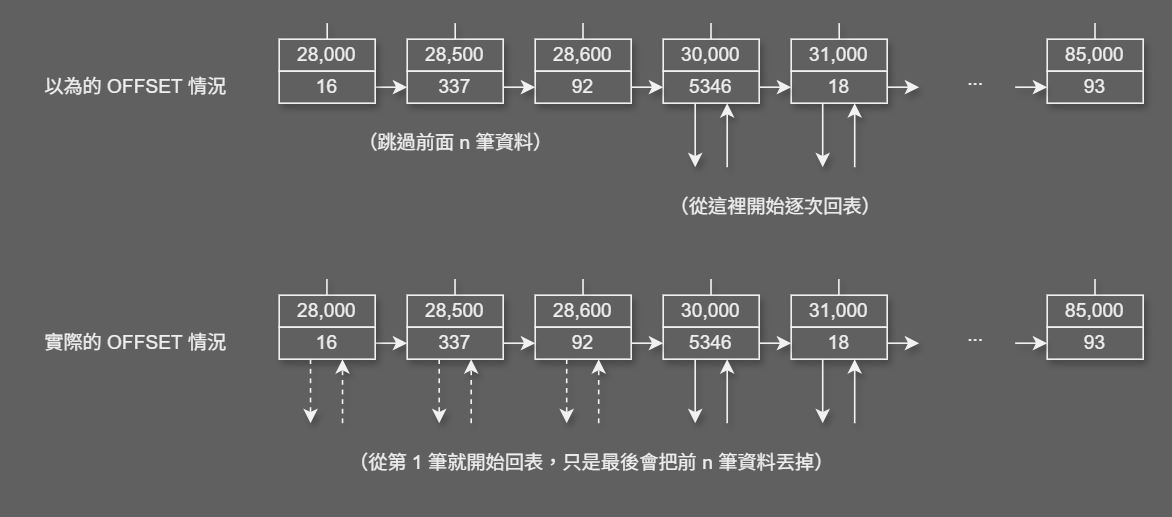 28,000 28,500 28,600 30,000 31,000 85,000
以為的 OFFSET 情況 16 337 92 5346 18 ... 93
（跳過前面 n 筆資料）
（從這裡開始逐次回表）
28,000 28,500 28,600 30,000 31,000 85,000
實際的 OFFSET 情況 16 337 92 5346 18 ... 93
（從第 1 筆就開始回表，只是最後會把前 n 筆資料丟掉）